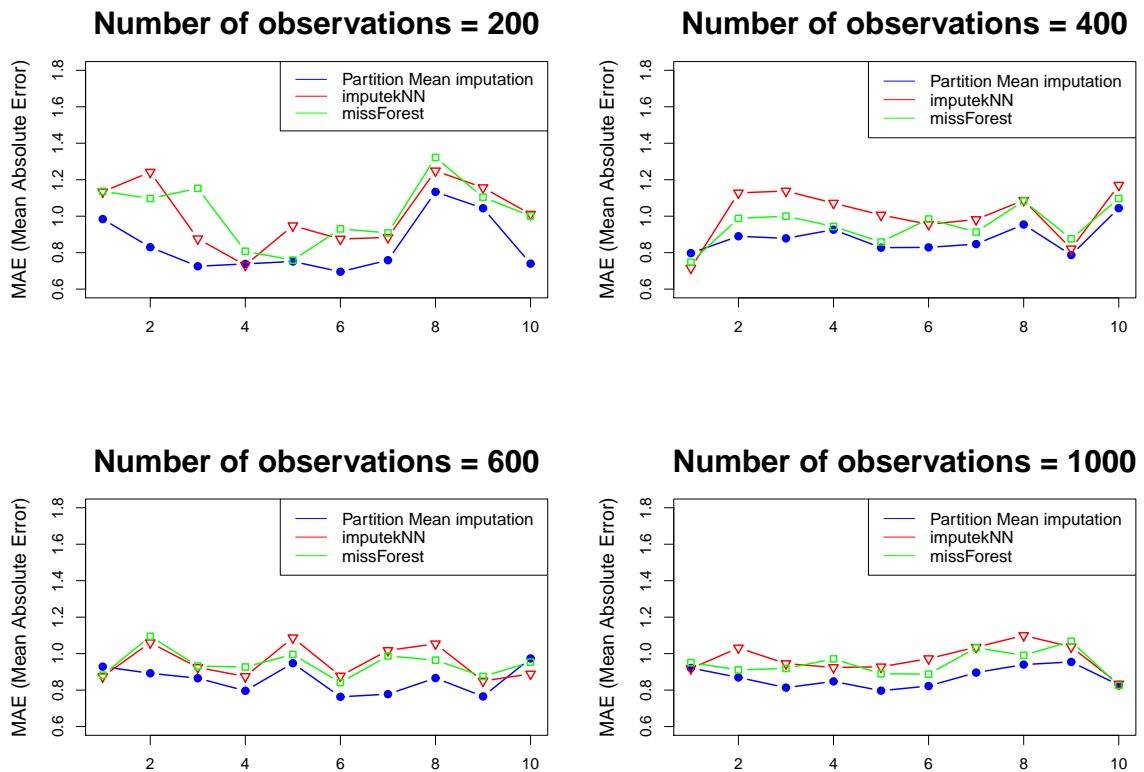 Number of observations = 200
MAE (Mean Absolute Error)
1.8
1.6
1.4
1.2
1.0
0.8
0.6
Partition Mean imputation
imputekNN
missForest
2 4 6 8 10
Number of observations = 400
MAE (Mean Absolute Error)
1.8
1.6
1.4
1.2
1.0
0.8
0.6
Partition Mean imputation
imputekNN
missForest
2 4 6 8 10
Number of observations = 600
MAE (Mean Absolute Error)
1.8
1.6
1.4
1.2
1.0
0.8
0.6
Partition Mean imputation
imputekNN
missForest
2 4 6 8 10
Number of observations = 1000
MAE (Mean Absolute Error)
1.8
1.6
1.4
1.2
1.0
0.8
0.6
Partition Mean imputation
imputekNN
missForest
2 4 6 8 10